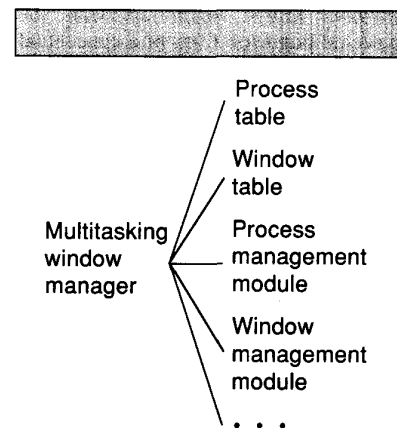 Process
table
Window
table
Multitasking
window
manager
Process
management
module
Window
management
module
. . .